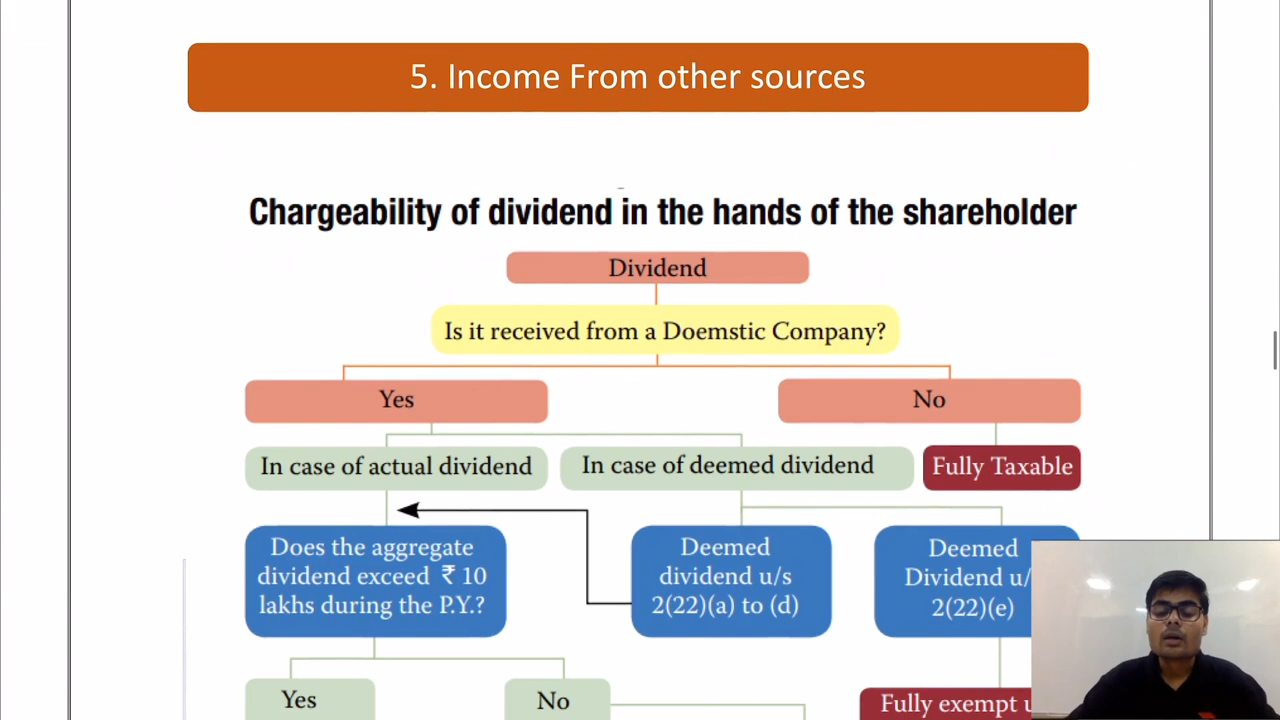 5. Income From other sources
Chargeability of dividend in the hands of the shareholder
Dividend
Is it received from a Doemstic Company?
Yes
No
In case of actual dividend
In case of deemed dividend
Fully Taxable
Does the aggregate
dividend exceed ₹ 10
lakhs during the P.Y.?
Deemed
dividend u/s
2(22)(a) to (d)
Deemed
Dividend u/
2(22)(e)
Yes
No
Fully exempt u